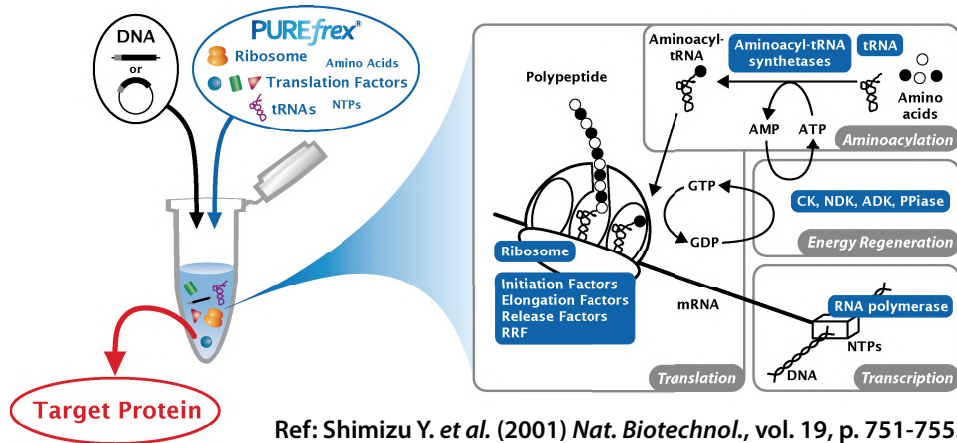 DNA
or
PUREfrex®
Ribosome
Amino Acids
Translation Factors
tRNAs
NTPs
Target Protein
Polypeptide
Aminoacyl-
tRNA
Aminoacyl-tRNA
synthetases
tRNA
Amino
acids
AMP
ATP
Aminoacylation
GTP
GDP
CK, NDK, ADK, PPiase
Energy Regeneration
Ribosome
Initiation Factors
Elongation Factors
Release Factors
RRF
mRNA
Translation
RNA polymerase
NTPs
DNA
Transcription
Ref: Shimizu Y. et al. (2001) Nat. Biotechnol., vol. 19, p. 751-755.